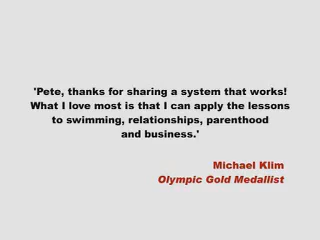 'Pete, thanks for sharing a system that works!
What I love most is that I can apply the lessons
to swimming, relationships, parenthood
and business.'
Michael Klim
Olympic Gold Medallist